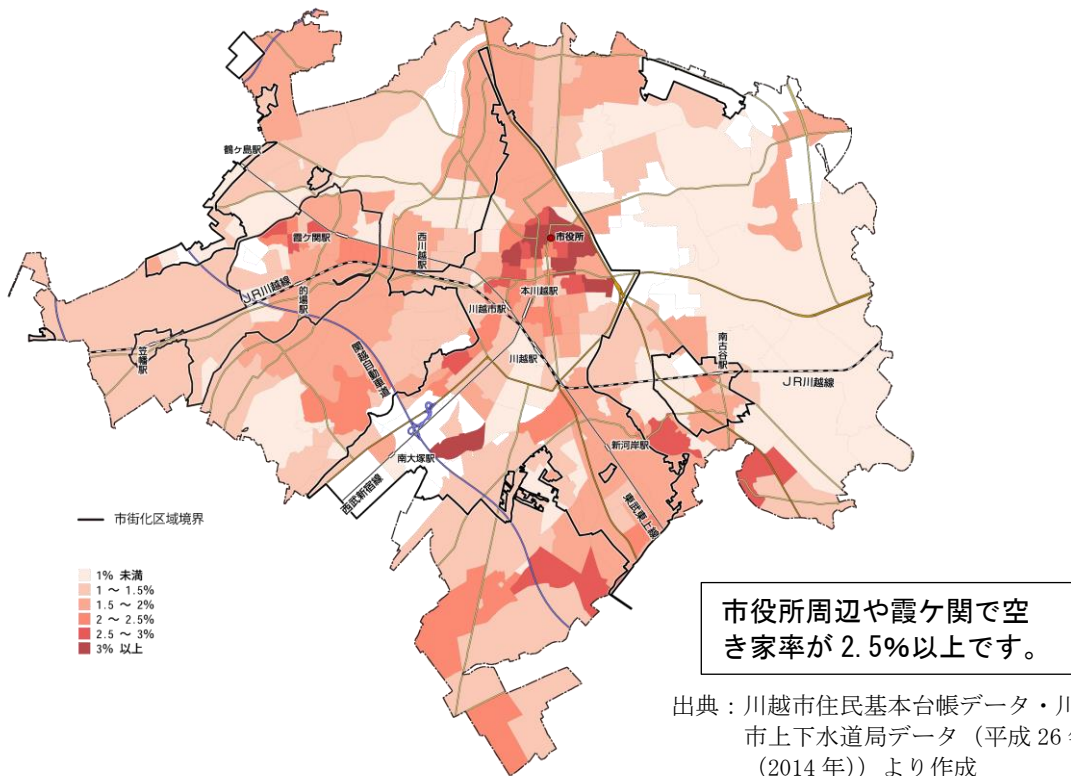 鶴ヶ島駅
霞ケ関駅
西川越駅
市役所
JR川越線
的場駅
本川越駅
川越市駅
笠幡駅
関越自動車道
川越駅
南古谷駅
JR川越線
新河岸駅
南大塚駅
西武新宿線
東武東上線
市街化区域境界
1% 未満
1 ～ 1.5%
1.5 ～ 2%
2 ～ 2.5%
2.5 ～ 3%
3% 以上
市役所周辺や霞ケ関で空
き家率が 2.5%以上です。
出典：川越市住民基本台帳データ・川
市上下水道局データ（平成 26
（2014 年））より作成